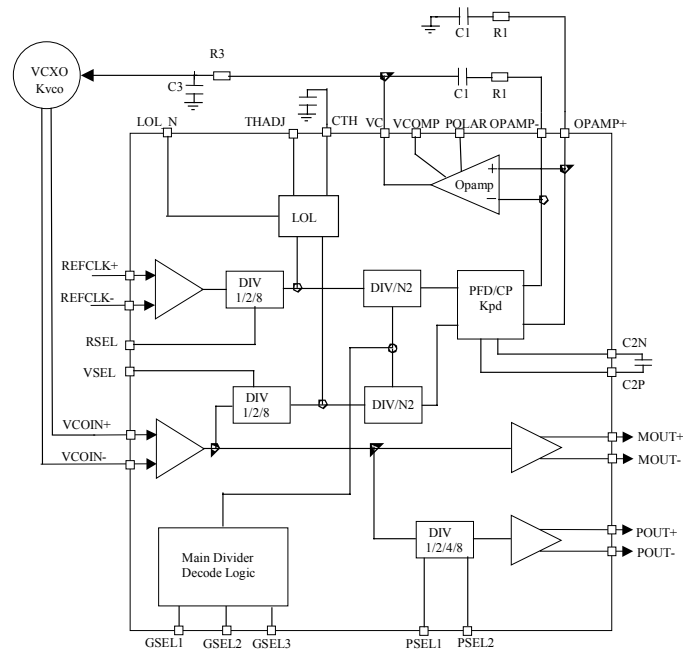 C1 R1
R3
VCXO
Kvco
C3
C1 R1
LOL_N THADJ CTH VC VCOMP POLAR OPAMP- OPAMP+
+
Opamp
−
LOL
REFCLK+
REFCLK-
DIV
1/2/8
DIV/N2
PFD/CP
Kpd
RSEL
C2N
VSEL
C2P
DIV
1/2/8
DIV/N2
VCOIN+
VCOIN-
MOUT+
MOUT-
Main Divider
Decode Logic
DIV
1/2/4/8
POUT+
POUT-
GSEL1 GSEL2 GSEL3 PSEL1 PSEL2